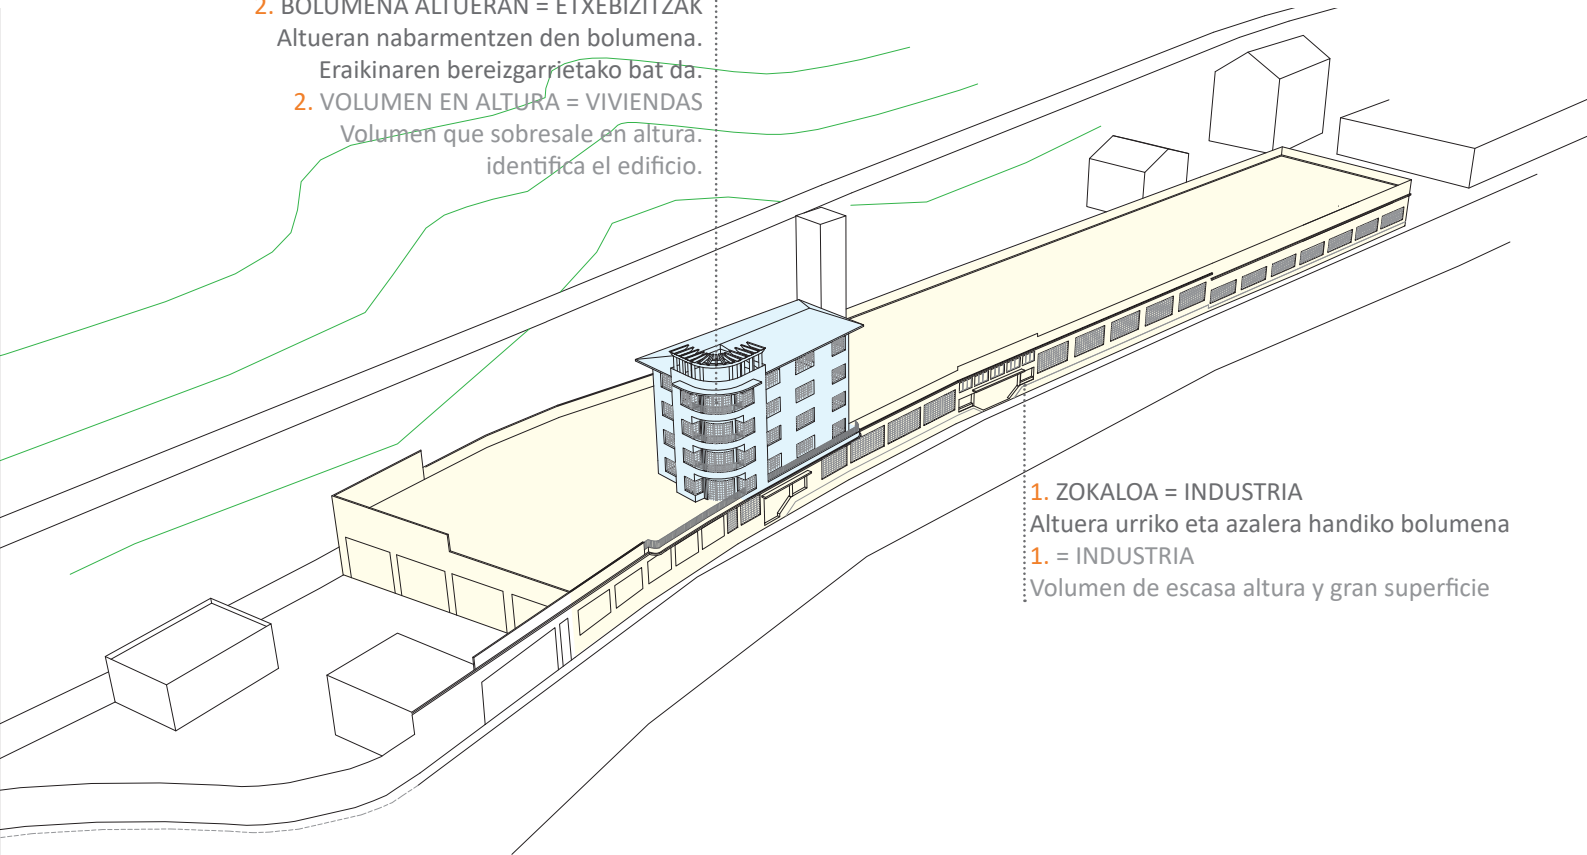 2. BOLUMENA ALTUERAN = ETXEBIZITZAK
Altueran nabarmentzen den bolumena.
Eraikinaren bereizgarrietako bat da.
2. VOLUMEN EN ALTURA = VIVIENDAS
Volumen que sobresale en altura.
identifica el edificio.
1. ZOKALOA = INDUSTRIA
Altuera urriko eta azalera handiko bolumena
1. = INDUSTRIA
Volumen de escasa altura y gran superficie